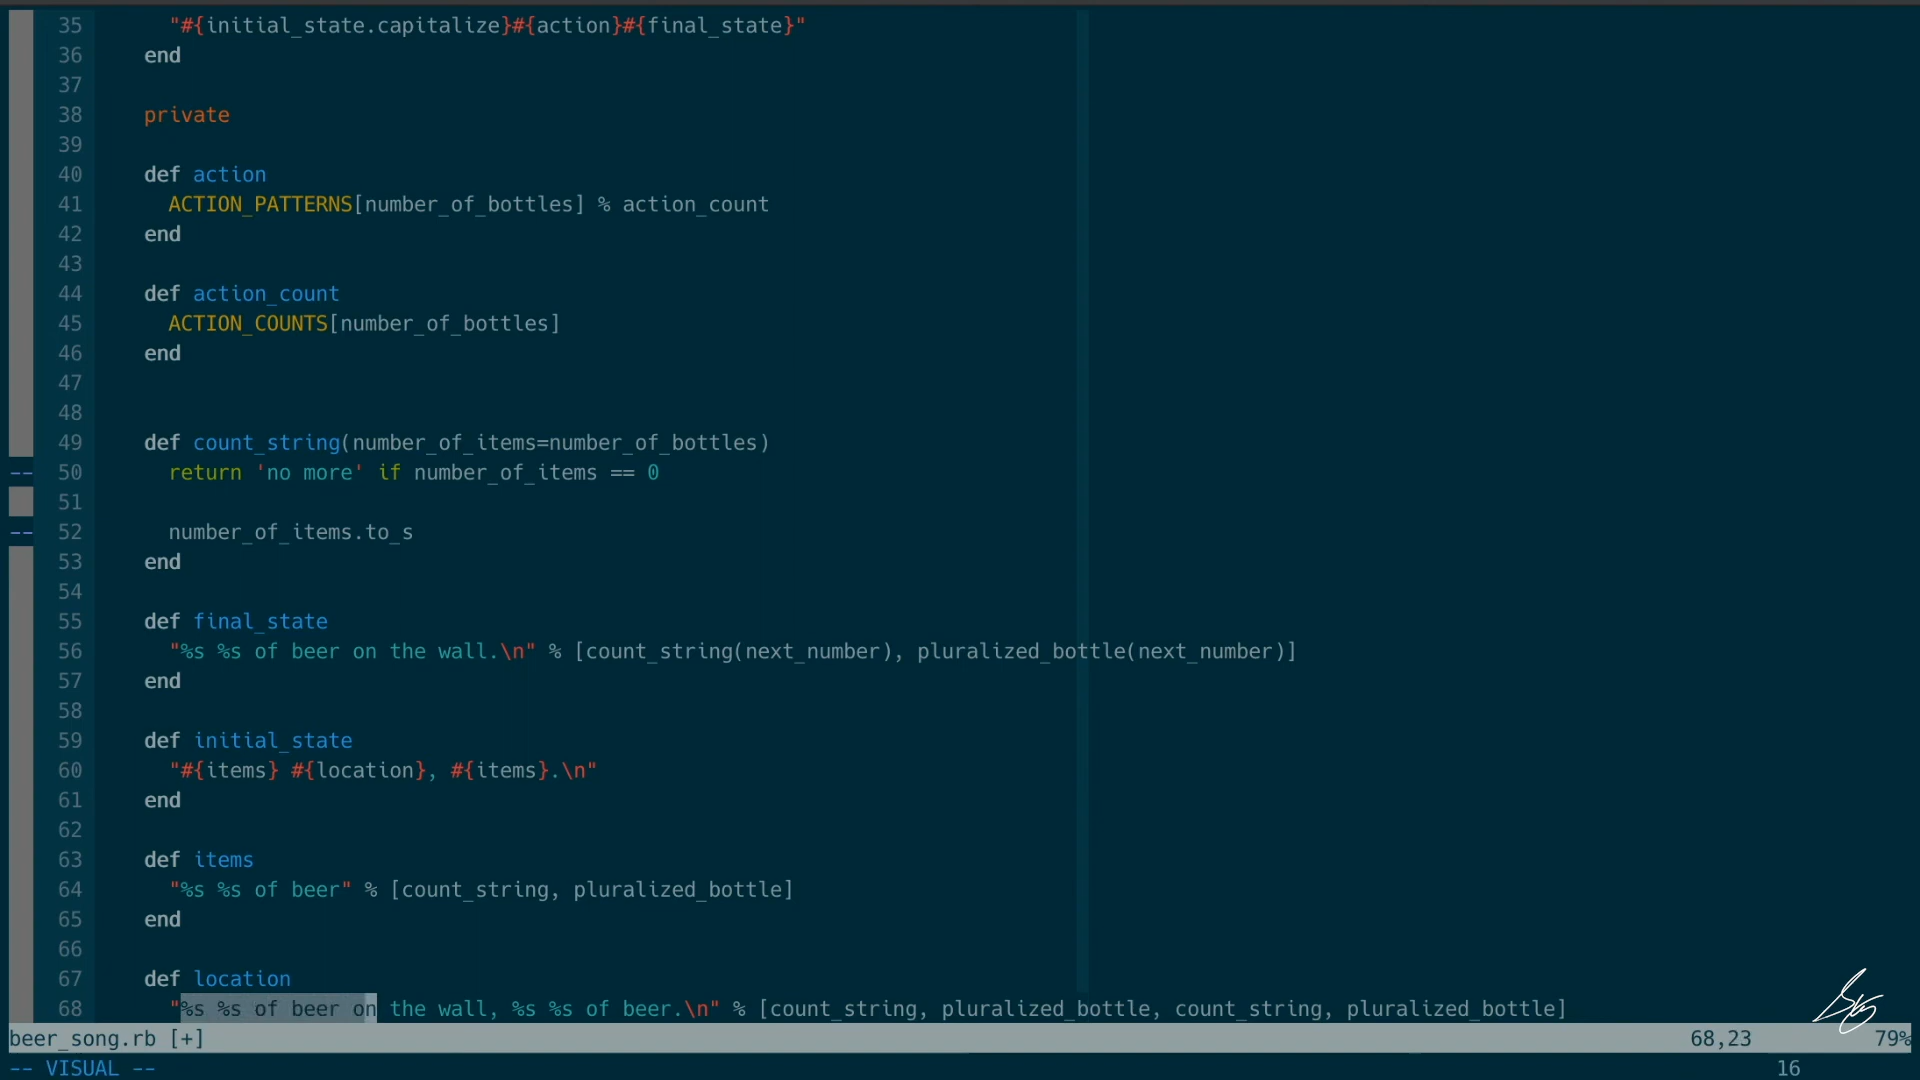 35 "#{initial_state.capitalize}#{action}#{final_state}"
36 end
37
38 private
39
40 def action
41 ACTION_PATTERNS[number_of_bottles] % action_count
42 end
43
44 def action_count
45 ACTION_COUNTS[number_of_bottles]
46 end
47
48
49 def count_string(number_of_items=number_of_bottles)
-- 50 return 'no more' if number_of_items == 0
51
-- 52 number_of_items.to_s
53 end
54
55 def final_state
56 "%s %s of beer on the wall.\n" % [count_string(next_number), pluralized_bottle(next_number)]
57 end
58
59 def initial_state
60 "#{items} #{location}, #{items}.\n"
61 end
62
63 def items
64 "%s %s of beer" % [count_string, pluralized_bottle]
65 end
66
67 def location
68 "%s %s of beer on the wall, %s %s of beer.\n" % [count_string, pluralized_bottle, count_string, pluralized_bottle]
beer_song.rb [+] 68,23 79%
-- VISUAL -- 16